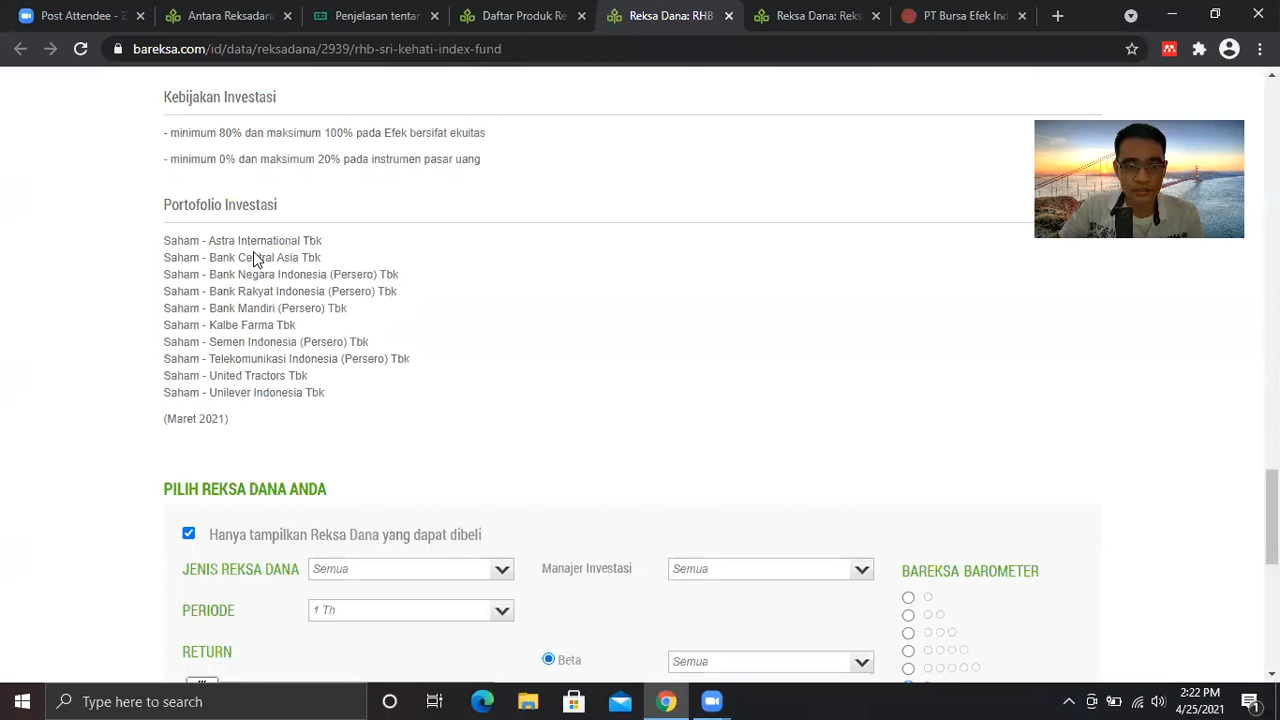 Post Attendee - Z
Antara Reksadana
Penjelasan tentar
Daftar Produk Re
Reksa Dana: RHB
Reksa Dana: Reks
PT Bursa Efek Ind
bareksa.com/id/data/reksadana/2939/rhb-sri-kehati-index-fund
Kebijakan Investasi
- minimum 80% dan maksimum 100% pada Efek bersifat ekuitas
- minimum 0% dan maksimum 20% pada instrumen pasar uang
Portofolio Investasi
Saham - Astra International Tbk
Saham - Bank Central Asia Tbk
Saham - Bank Negara Indonesia (Persero) Tbk
Saham - Bank Rakyat Indonesia (Persero) Tbk
Saham - Bank Mandiri (Persero) Tbk
Saham - Kalbe Farma Tbk
Saham - Semen Indonesia (Persero) Tbk
Saham - Telekomunikasi Indonesia (Persero) Tbk
Saham - United Tractors Tbk
Saham - Unilever Indonesia Tbk
(Maret 2021)
PILIH REKSA DANA ANDA
Hanya tampilkan Reksa Dana yang dapat dibeli
JENIS REKSA DANA Semua Manajer Investasi Semua BAREKSA BAROMETER
PERIODE 1 Th
RETURN Beta Semua
Type here to search
2:22 PM
4/25/2021